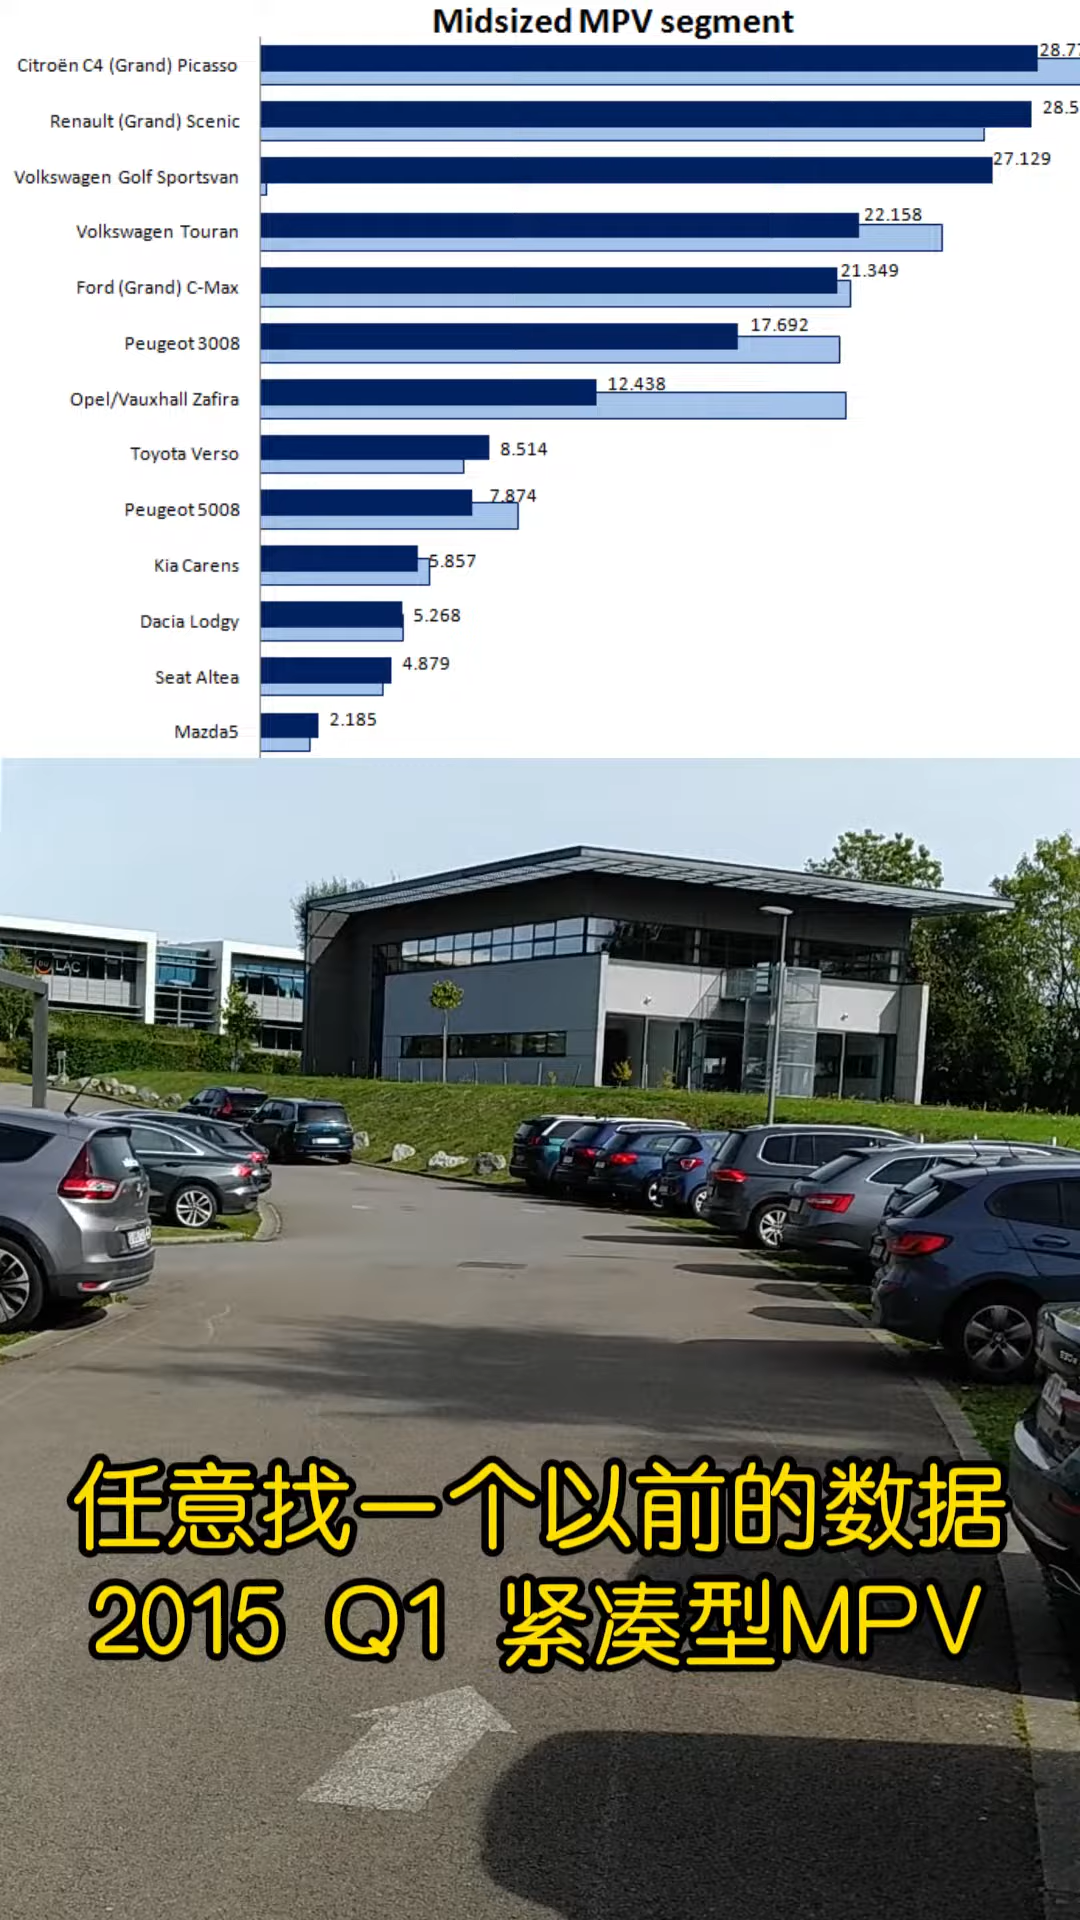 Midsized MPV segment
Citroën C4 (Grand) Picasso 28.77
Renault (Grand) Scenic 28.5
Volkswagen Golf Sportsvan 27.129
Volkswagen Touran 22.158
Ford (Grand) C-Max 21.349
Peugeot 3008 17.692
Opel/Vauxhall Zafira 12.438
Toyota Verso 8.514
Peugeot 5008 7.874
Kia Carens 5.857
Dacia Lodgy 5.268
Seat Altea 4.879
Mazda5 2.185
LAC
任意找一个以前的数据
2015 Q1 紧凑型MPV